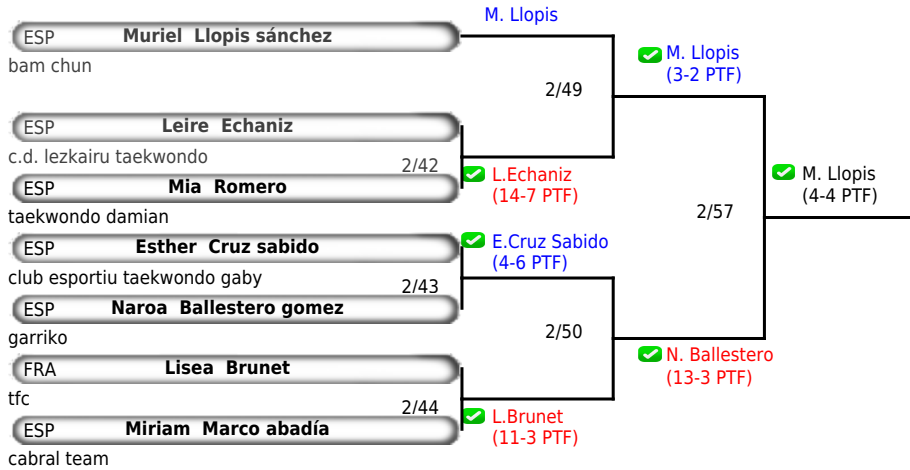 M. Llopis
ESP Muriel Llopis sánchez
bam chun
M. Llopis
(3-2 PTF)
2/49
ESP Leire Echaniz
c.d. lezkairu taekwondo
2/42
L.Echaniz
(14-7 PTF)
ESP Mia Romero
taekwondo damian
M. Llopis
(4-4 PTF)
2/57
ESP Esther Cruz sabido
club esportiu taekwondo gaby
E.Cruz Sabido
(4-6 PTF)
2/43
ESP Naroa Ballestero gomez
garriko
2/50
N. Ballestero
(13-3 PTF)
FRA Lisea Brunet
tfc
2/44
L.Brunet
(11-3 PTF)
ESP Miriam Marco abadía
cabral team